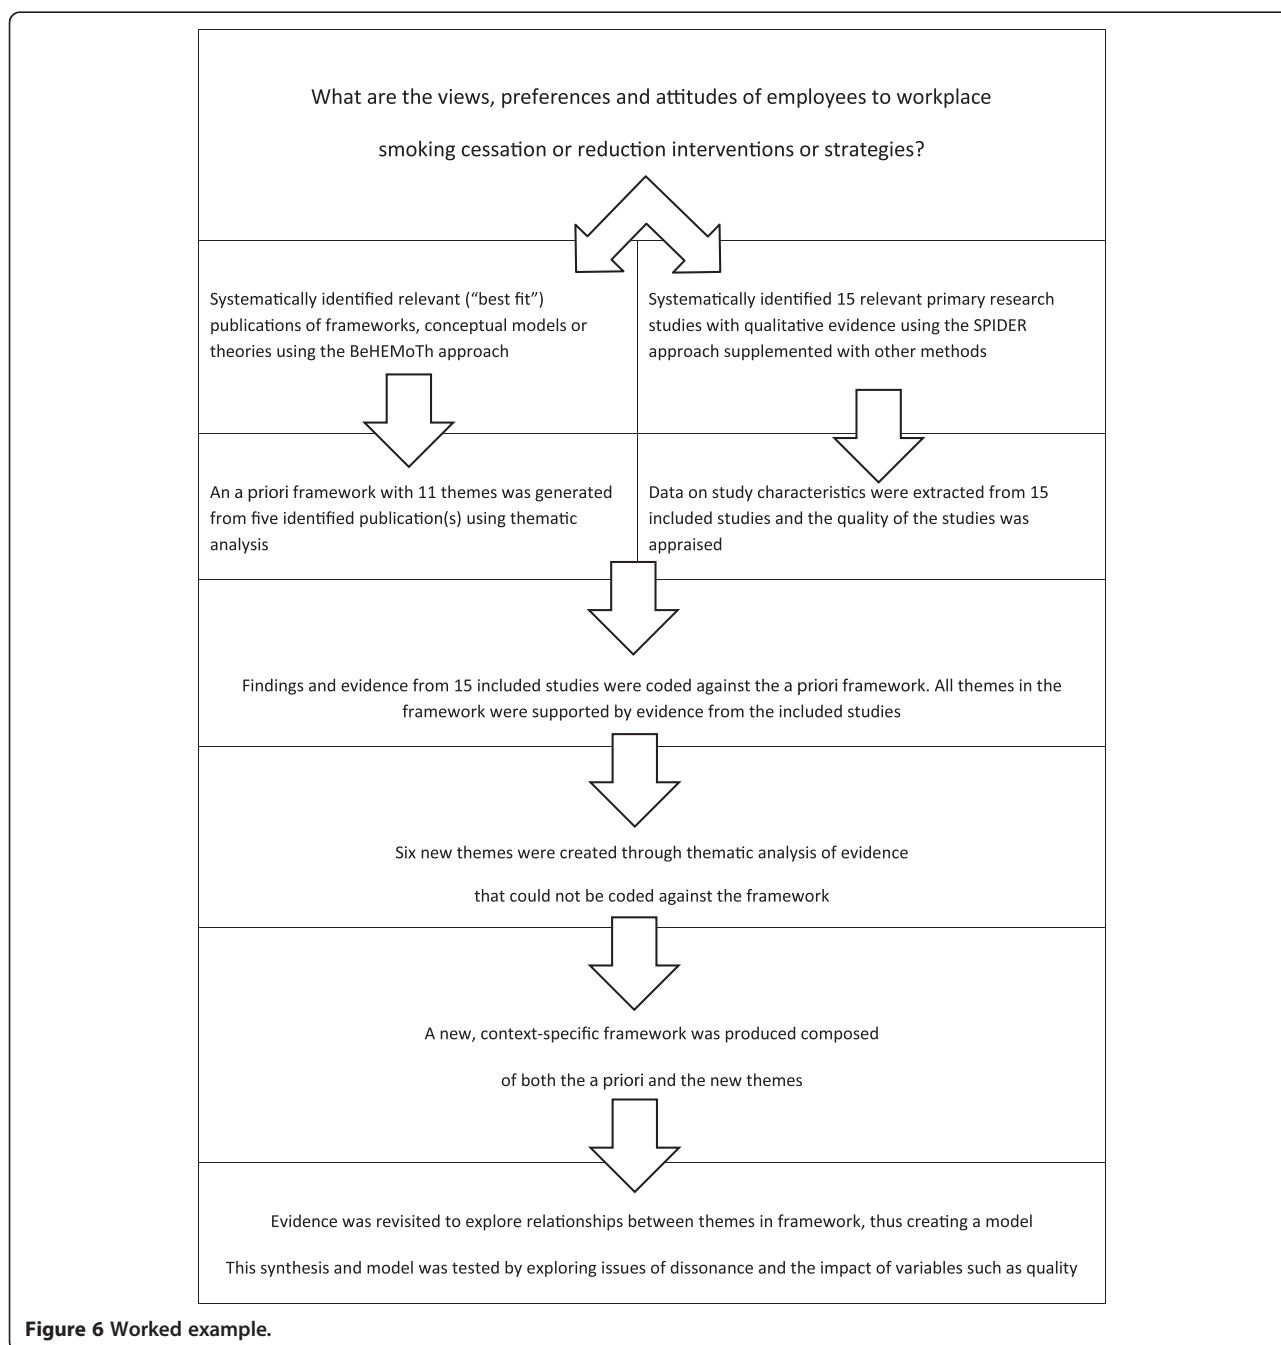 What are the views, preferences and attitudes of employees to workplace
smoking cessation or reduction interventions or strategies?
Systematically identified relevant (“best fit”)
publications of frameworks, conceptual models or
theories using the BeHEMoTh approach
Systematically identified 15 relevant primary research
studies with qualitative evidence using the SPIDER
approach supplemented with other methods
An a priori framework with 11 themes was generated
from five identified publication(s) using thematic
analysis
Data on study characteristics were extracted from 15
included studies and the quality of the studies was
appraised
Findings and evidence from 15 included studies were coded against the a priori framework. All themes in the
framework were supported by evidence from the included studies
Six new themes were created through thematic analysis of evidence
that could not be coded against the framework
A new, context-specific framework was produced composed
of both the a priori and the new themes
Evidence was revisited to explore relationships between themes in framework, thus creating a model
This synthesis and model was tested by exploring issues of dissonance and the impact of variables such as quality
Figure 6 Worked example.